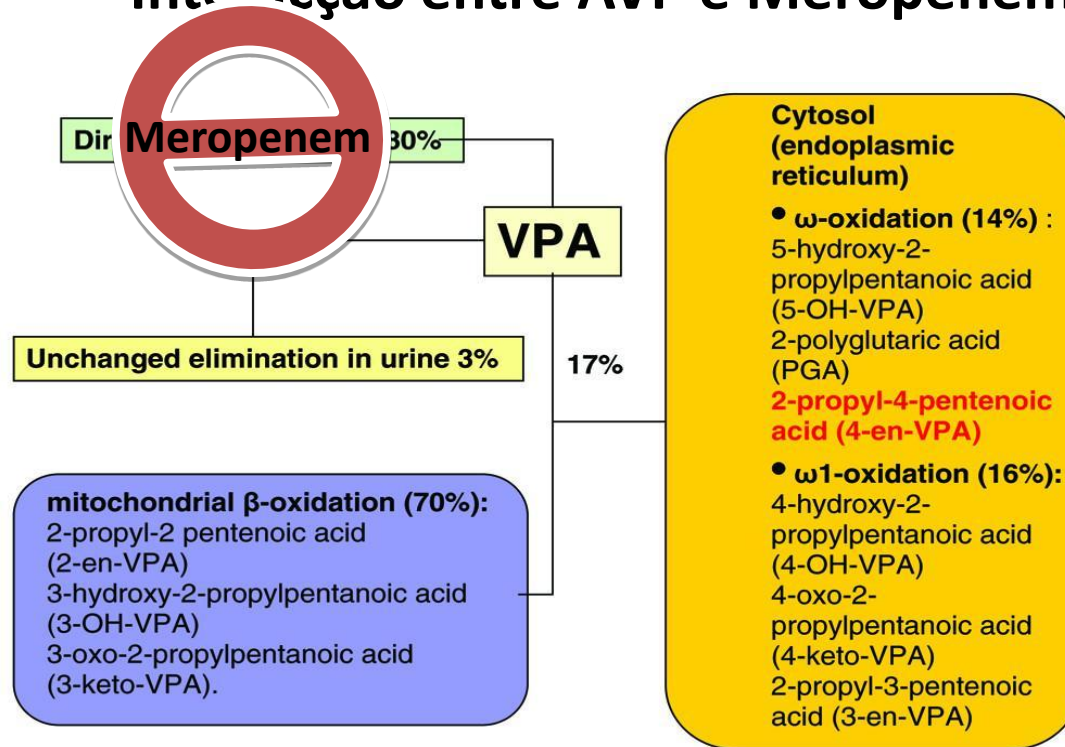 entre AVP e Meropenem
Meropenem
80%
VPA
Unchanged elimination in urine 3%
17%
mitochondrial β-oxidation (70%):
2-propyl-2 pentenoic acid
(2-en-VPA)
3-hydroxy-2-propylpentanoic acid
(3-OH-VPA)
3-oxo-2-propylpentanoic acid
(3-keto-VPA).
Cytosol
(endoplasmic
reticulum)
• ω-oxidation (14%) :
5-hydroxy-2-
propylpentanoic acid
(5-OH-VPA)
2-polyglutaric acid
(PGA)
2-propyl-4-pentenoic
acid (4-en-VPA)
• ω1-oxidation (16%):
4-hydroxy-2-
propylpentanoic acid
(4-OH-VPA)
4-oxo-2-
propylpentanoic acid
(4-keto-VPA)
2-propyl-3-pentenoic
acid (3-en-VPA)